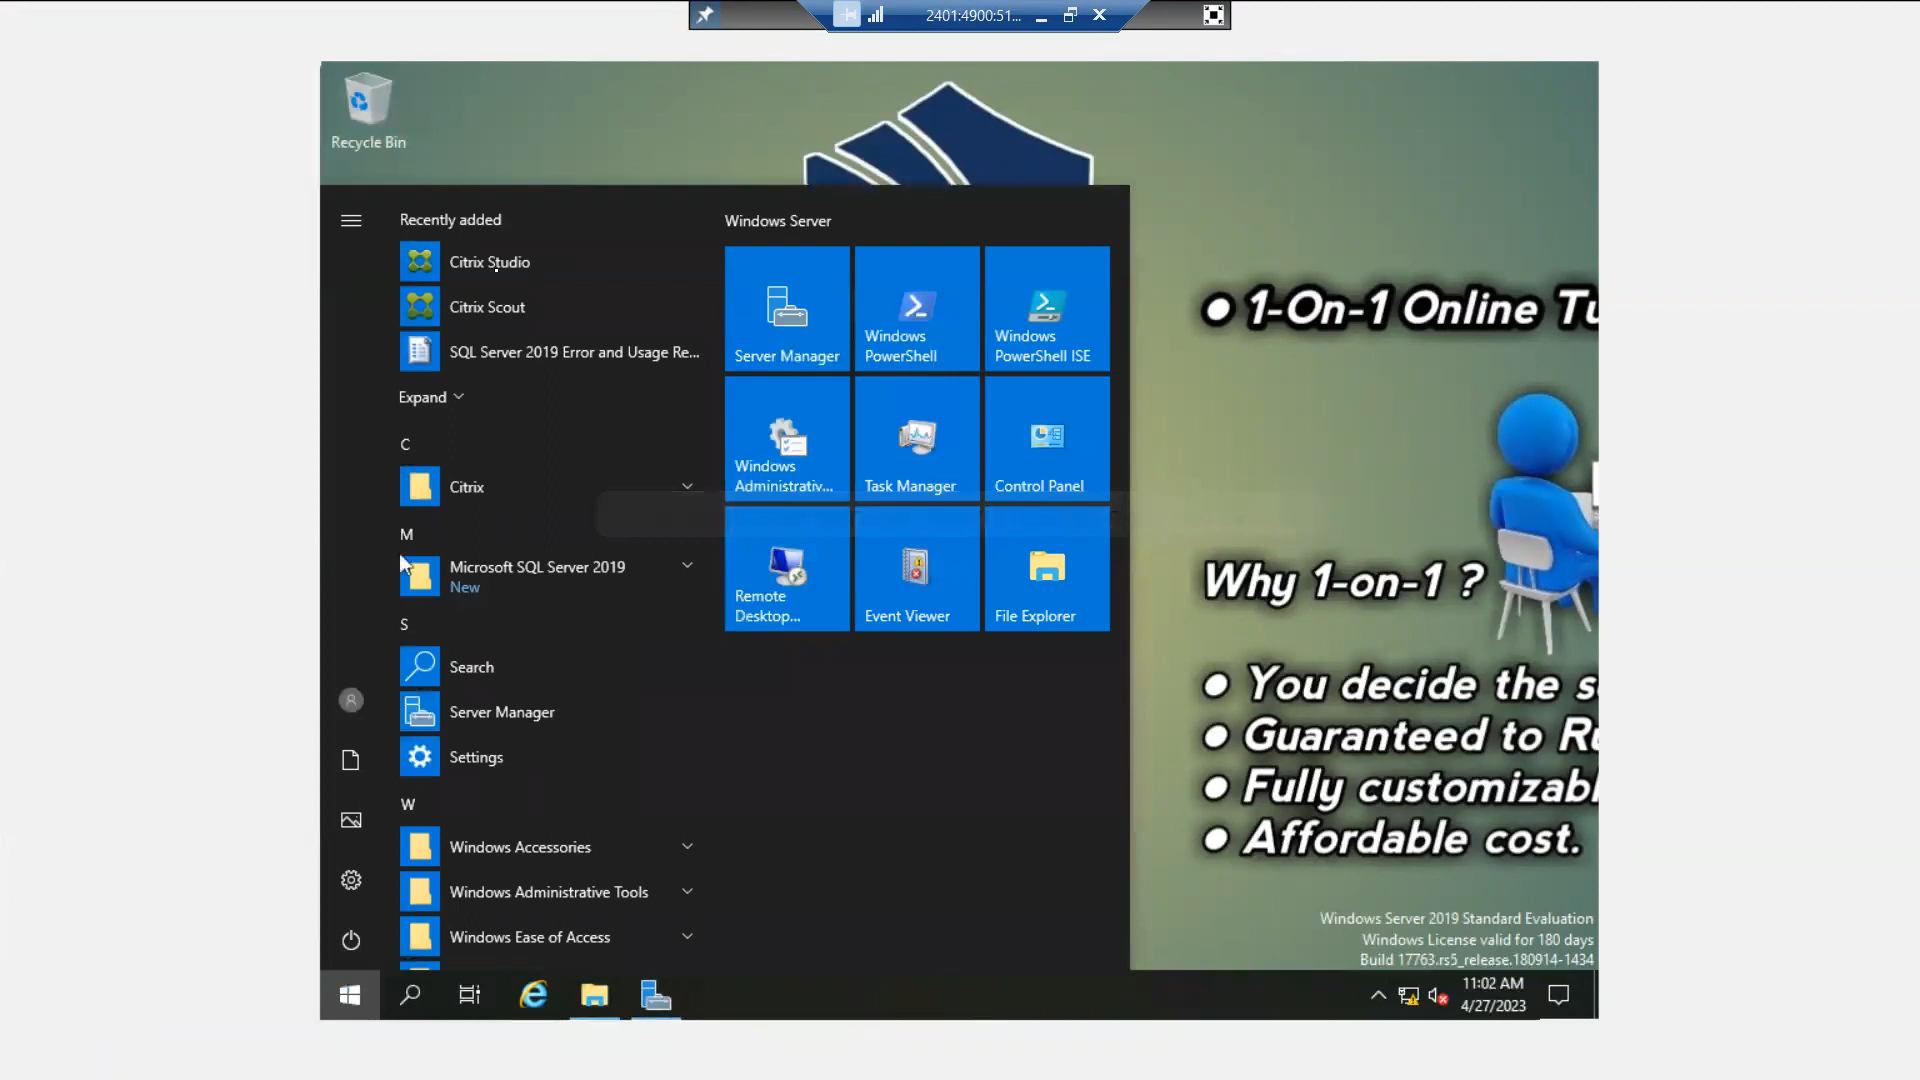 2401:4900:51...
Recycle Bin
Recently added
Citrix Studio
Citrix Scout
SQL Server 2019 Error and Usage Re...
Expand
C
Citrix
M
Microsoft SQL Server 2019
New
S
Search
Server Manager
Settings
W
Windows Accessories
Windows Administrative Tools
Windows Ease of Access
Windows Server
Server Manager
Windows PowerShell
Windows PowerShell ISE
Windows Administrativ...
Task Manager
Control Panel
Remote Desktop...
Event Viewer
File Explorer
• 1-On-1 Online Tu
Why 1-on-1 ?
• You decide the s
• Guaranteed to Ru
• Fully customizabl
• Affordable cost.
Windows Server 2019 Standard Evaluation
Windows License valid for 180 days
Build 17763.rs5_release.180914-1434
11:02 AM
4/27/2023